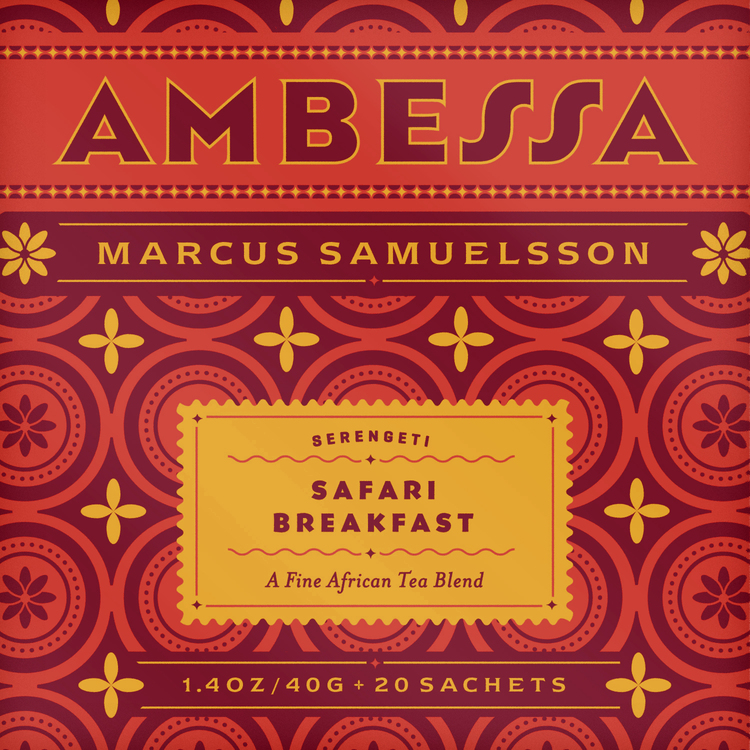 AMBESSA
MARCUS SAMUELSSON
SERENGETI
SAFARI
BREAKFAST
A Fine African Tea Blend
1.4OZ/40G + 20 SACHETS